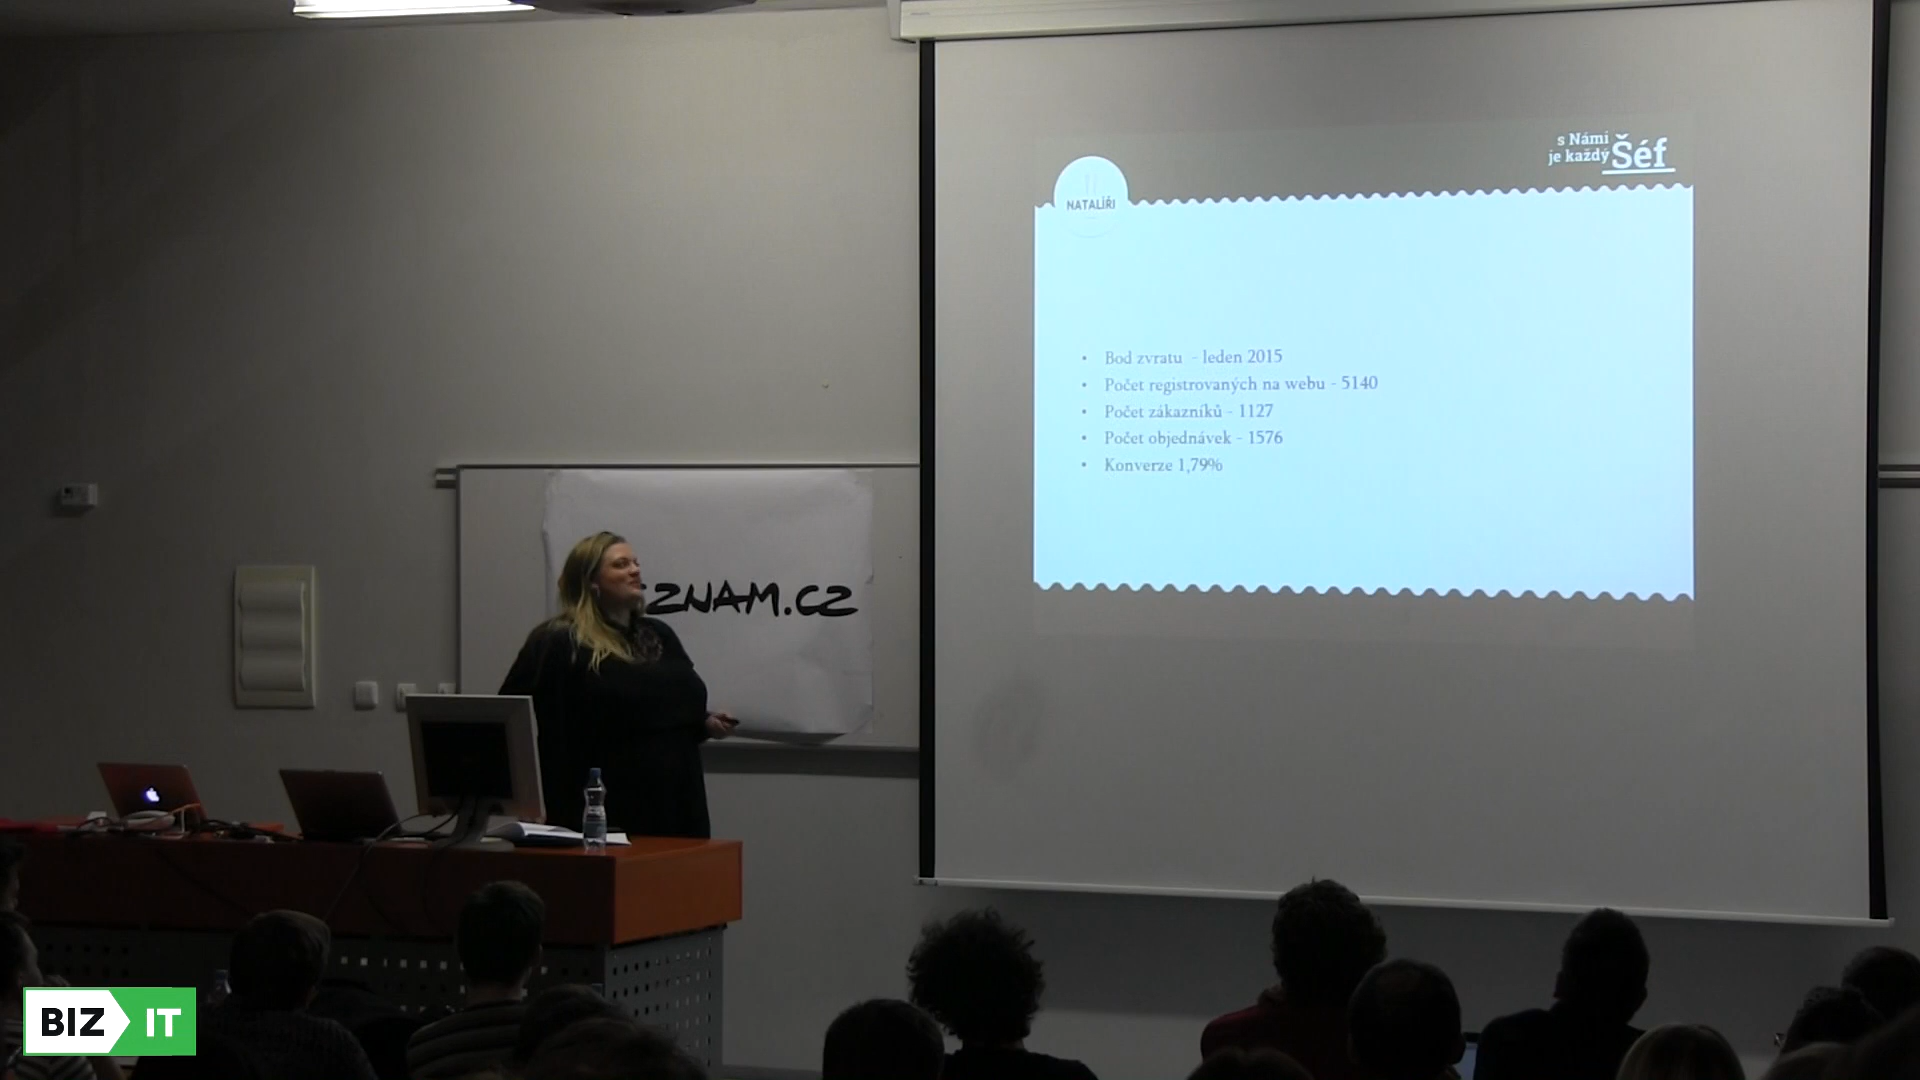 s Námi
je každý Šéf
NATALÍŘI
• Bod zvratu - leden 2015
• Počet registrovaných na webu - 5140
• Počet zákazníků - 1127
• Počet objednávek - 1576
• Konverze 1,79%
ZNAM.CZ
BIZ IT